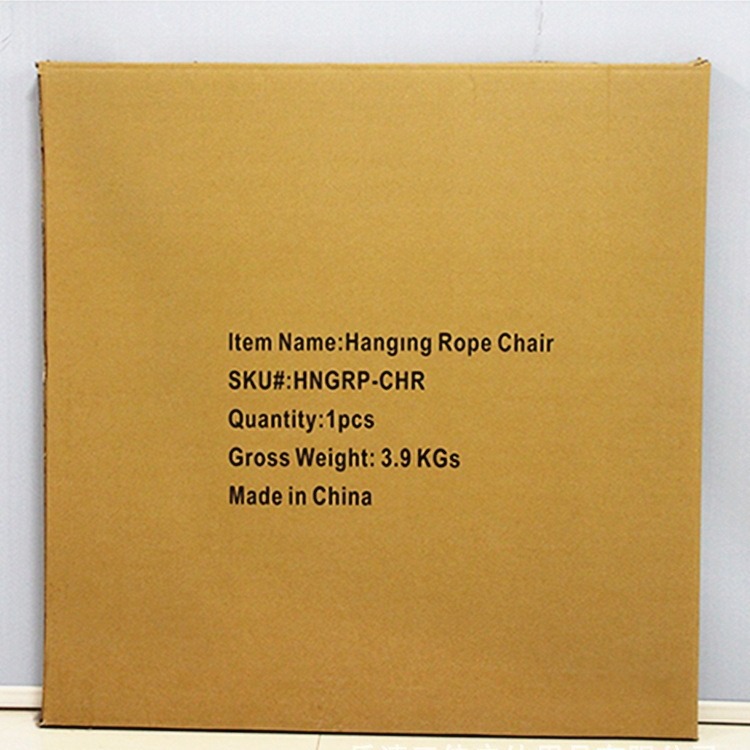 Item Name:Hanging Rope Chair
SKU#:HNGRP-CHR
Quantity:1pcs
Gross Weight: 3.9 KGs
Made in China